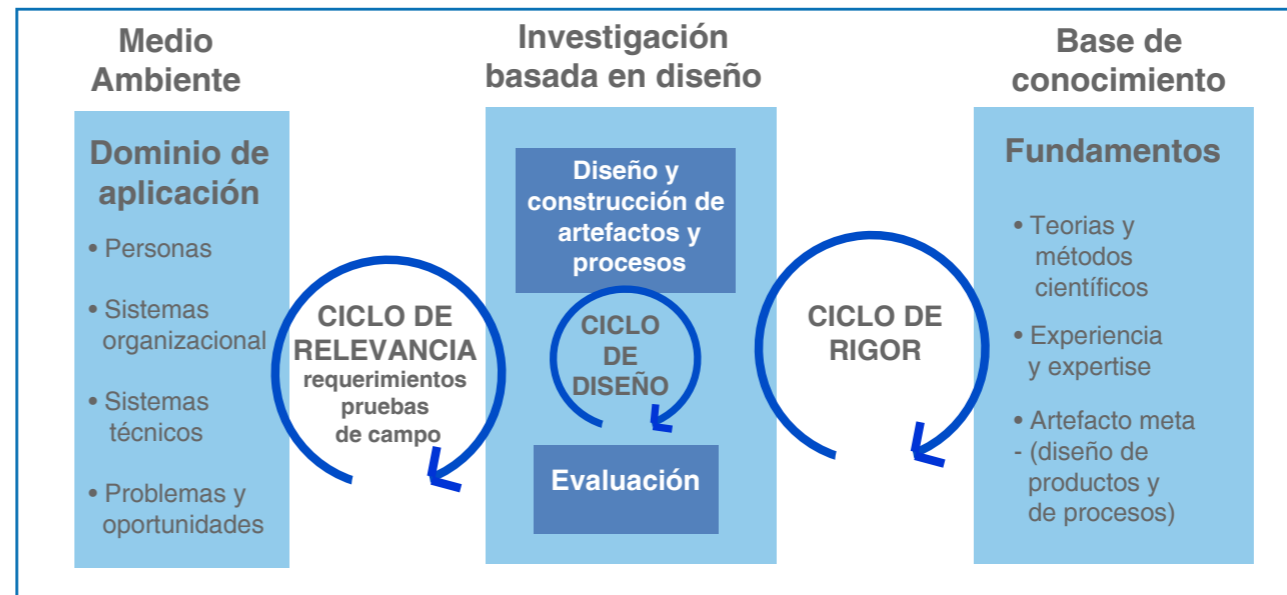 Medio
Ambiente
Dominio de
aplicación
• Personas
• Sistemas
organizacional
• Sistemas
técnicos
• Problemas y
oportunidades
CICLO DE
RELEVANCIA
requerimientos
pruebas
de campo
Investigación
basada en diseño
Diseño y
construcción de
artefactos y
procesos
CICLO
DE
DISEÑO
Evaluación
CICLO DE
RIGOR
Base de
conocimiento
Fundamentos
• Teorias y
métodos
científicos
• Experiencia
y expertise
• Artefacto meta
- (diseño de
productos y
de procesos)